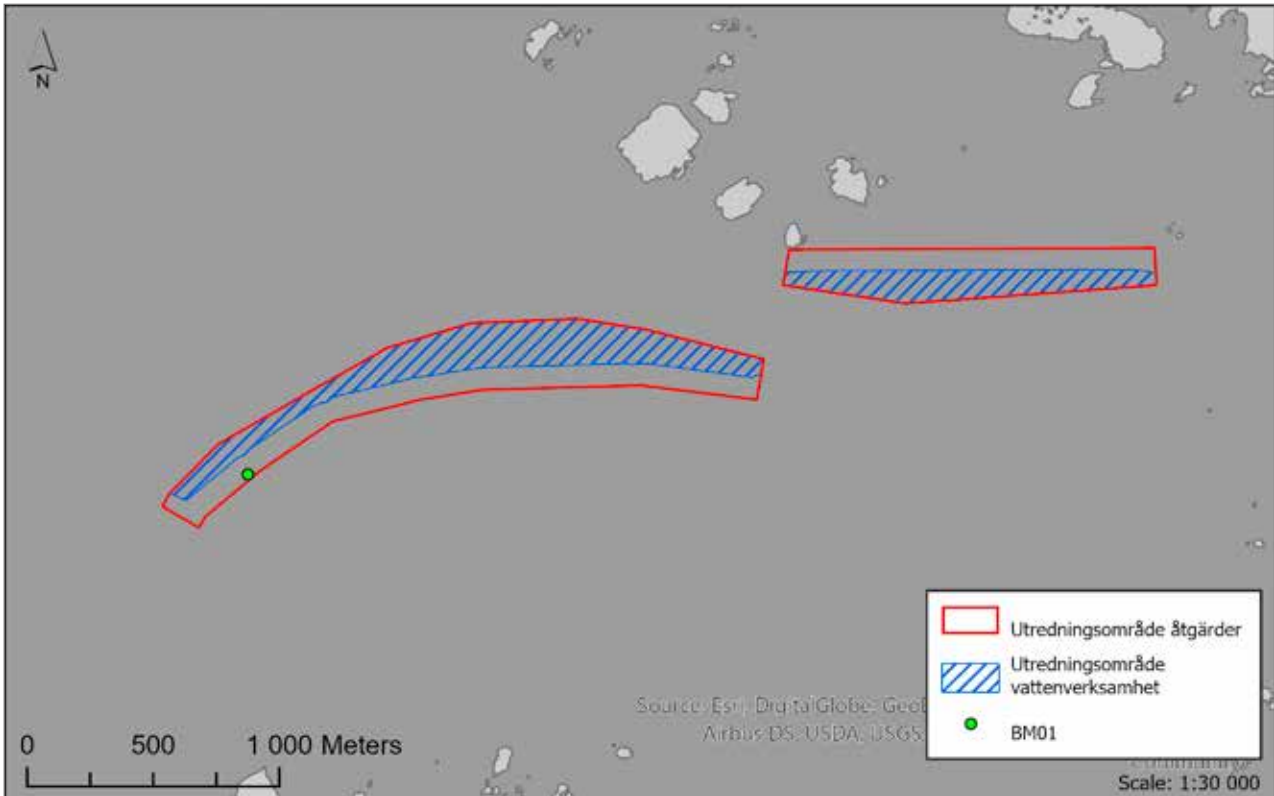 N
Utredningsområde åtgärder
Utredningsområde
vattenverksamhet
BM01
Source: Esri, DigitalGlobe, GeoE
Airbus DS, USDA, USGS,
0 500 1 000 Meters
Scale: 1:30 000